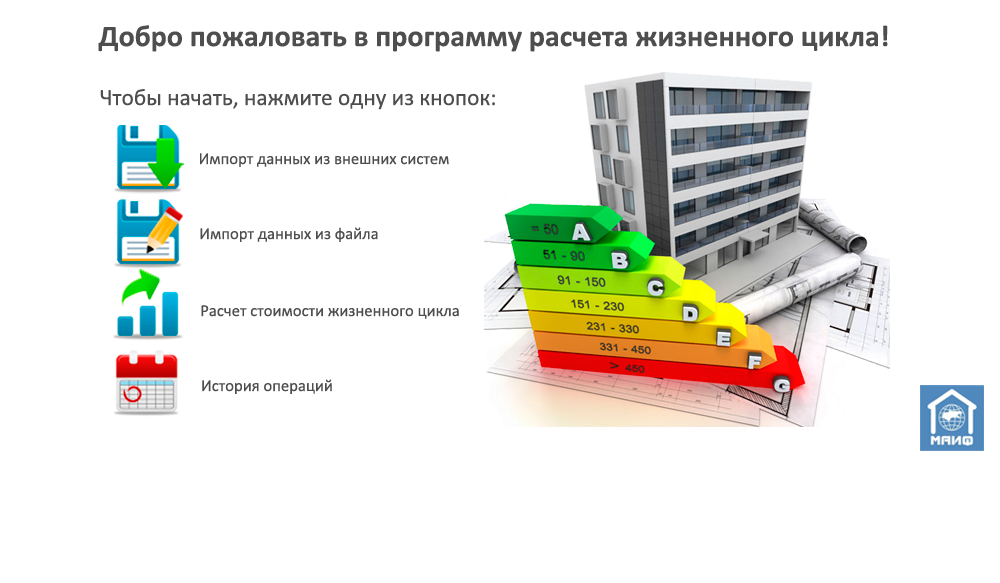 Добро пожаловать в программу расчета жизненного цикла!
Чтобы начать, нажмите одну из кнопок:
Импорт данных из внешних систем
Импорт данных из файла
Расчет стоимости жизненного цикла
История операций
= 50 A
51 - 90 B
91 - 150 C
151 - 230 D
231 - 330 E
331 - 450 F
> 450 G
МАИФ